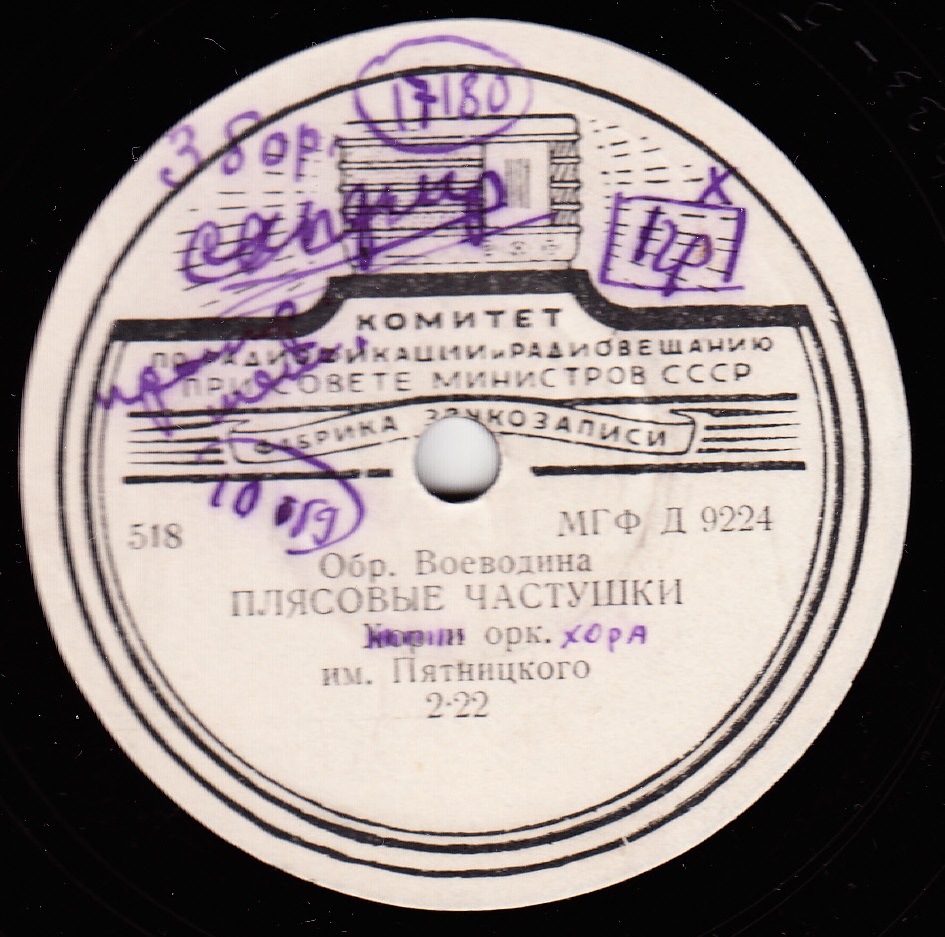 17180
КОМИТЕТ
ПО РАДИОФИКАЦИИ и РАДИОВЕЩАНИЮ
ПРИ СОВЕТЕ МИНИСТРОВ СССР
ФАБРИКА ЗВУКОЗАПИСИ
518 МГФ Д 9224
Обр. Воеводина
ПЛЯСОВЫЕ ЧАСТУШКИ
Хор и орк. ХОРА
им. Пятницкого
2-22